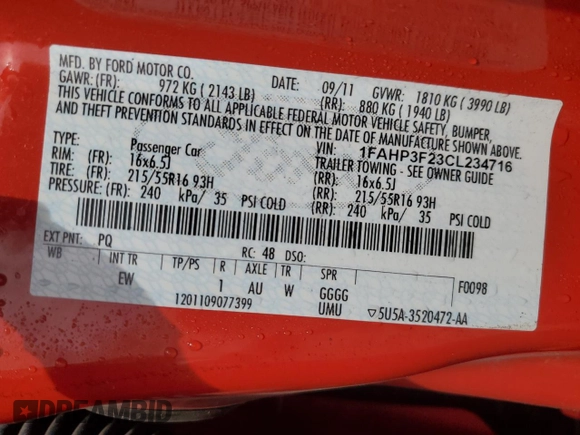 MFD. BY FORD MOTOR CO.
DATE: 09/11 GVWR: 1810 KG ( 3990 LB)
GAWR: (FR): 972 KG ( 2143 LB) (RR): 880 KG ( 1940 LB)
THIS VEHICLE CONFORMS TO ALL APPLICABLE FEDERAL MOTOR VEHICLE SAFETY, BUMPER,
AND THEFT PREVENTION STANDARDS IN EFFECT ON THE DATE OF MANUFACTURE SHOWN ABOVE.
VIN: 1FAHP3F23CL234716
TYPE: Passenger Car TRAILER TOWING - SEE OWNER GUIDE
RIM: (FR) 16x6.5J (RR): 16x6.5J
TIRE: (FR): 215/55R16 93H (RR): 215/55R16 93H
PRESSURE: (FR) 240 kPa/ 35 PSI COLD (RR): 240 kPa/ 35 PSI COLD
EXT PNT: PQ RC: 48 DSO:
WB INT TR TP/PS R AXLE TR SPR F0098
EW 1 AU W GGGG
1201109077399 UMU ▽5U5A-3520472-AA
DREAMBID